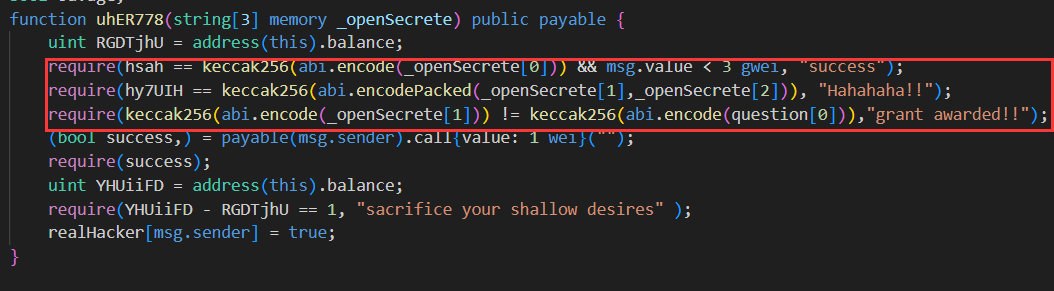 function uhER778(string[3] memory _openSecrete) public payable {
uint RGDTjhU = address(this).balance;
require(hsah == keccak256(abi.encode(_openSecrete[0])) && msg.value < 3 gwei, "success");
require(hy7UIH == keccak256(abi.encodePacked(_openSecrete[1],_openSecrete[2])), "Hahahaha!!");
require(keccak256(abi.encode(_openSecrete[1])) != keccak256(abi.encode(question[0])),"grant awarded!!");
(bool success,) = payable(msg.sender).call{value: 1 wei}("");
require(success);
uint YHUiiFD = address(this).balance;
require(YHUiiFD - RGDTjhU == 1, "sacrifice your shallow desires" );
realHacker[msg.sender] = true;
}